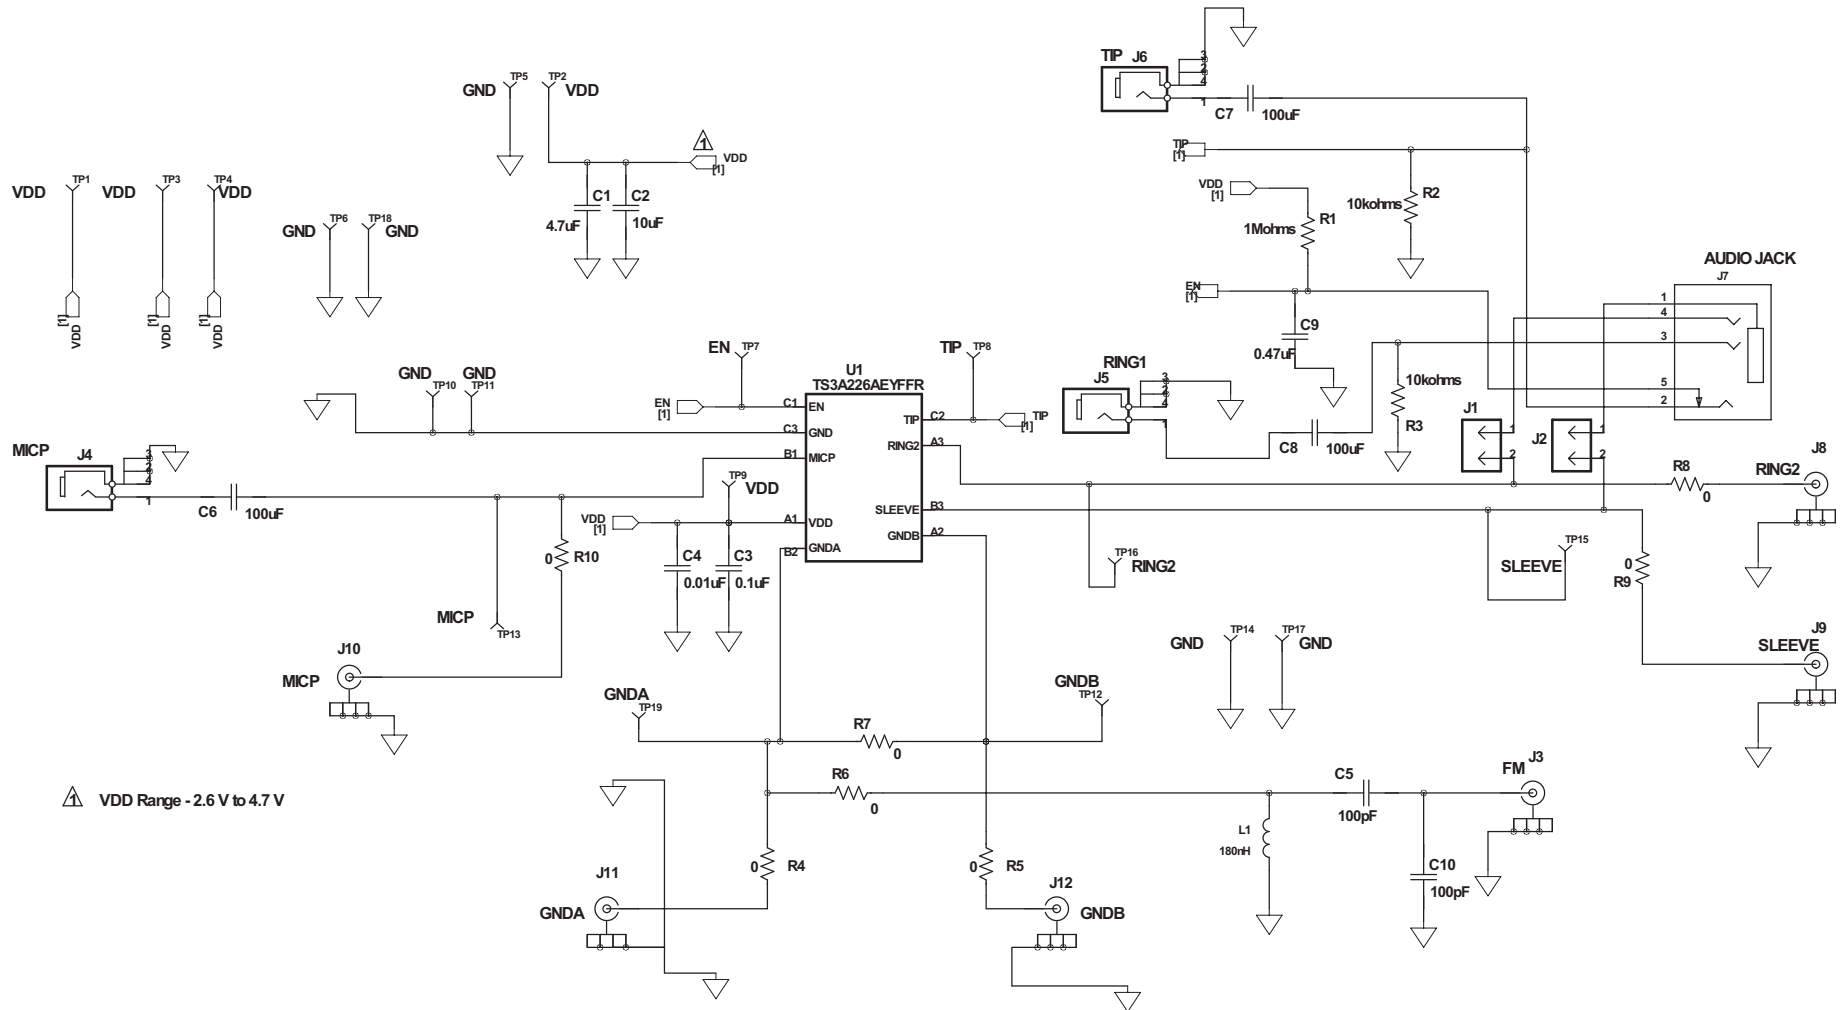 TIP J6
3
2
4
1
C7
100uF
GND TP5 TP2 VDD
1
VDD
[1]
C1 C2
4.7uF 10uF
VDD TP1 VDD TP3 TP4 VDD
[1] VDD
[1] VDD
[1] VDD
GND TP6 TP18 GND
TIP
[1]
VDD
[1]
R1
1Mohms
R2
10kohms
EN
[1]
C9
0.47uF
AUDIO JACK
J7
1
4
3
5
2
EN TP7
TIP TP8
RING1
J5
3
2
4
1
C8
100uF
10kohms
R3
J1
1
2
J2
1
2
GND GND
TP10 TP11
U1
TS3A226AEYFFR
EN
[1]
C1 EN
C3 GND
B1 MICP
A1 VDD
B2 GNDA
TIP C2
RING2 A3
SLEEVE B3
GNDB A2
TIP
[1]
MICP J4
3
2
4
1
C6
100uF
TP9
VDD
VDD
[1]
C4 C3
0.01uF 0.1uF
0 R10
MICP
TP13
J10
MICP
TP16
RING2
TP15
SLEEVE
R8
0
J8
RING2
0
R9
J9
SLEEVE
GND TP14 TP17 GND
GNDA
TP19
GNDB
TP12
R7
0
R6
0
C5
100pF
FM J3
L1
180nH
C10
100pF
1 VDD Range - 2.6 V to 4.7 V
0 R4
0 R5
J11
GNDA
J12
GNDB